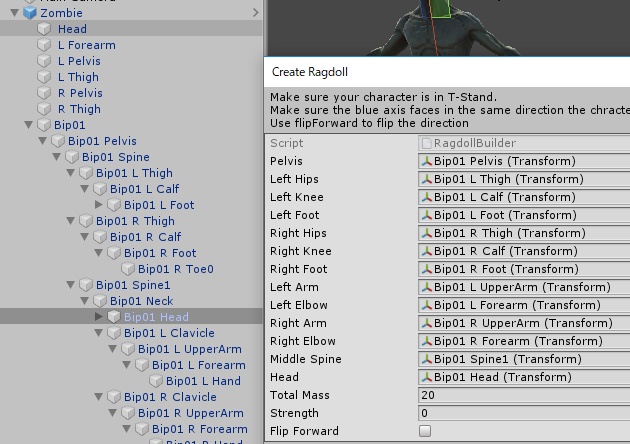 Zombie
Head
L Forearm
L Pelvis
L Thigh
R Pelvis
R Thigh
Bip01
Bip01 Pelvis
Bip01 Spine
Bip01 L Thigh
Bip01 L Calf
Bip01 L Foot
Bip01 R Thigh
Bip01 R Calf
Bip01 R Foot
Bip01 R Toe0
Bip01 Spine1
Bip01 Neck
Bip01 Head
Bip01 L Clavicle
Bip01 L UpperArm
Bip01 L Forearm
Bip01 L Hand
Bip01 R Clavicle
Bip01 R UpperArm
Bip01 R Forearm
Create Ragdoll
Make sure your character is in T-Stand.
Make sure the blue axis faces in the same direction the chracte
Use flipForward to flip the direction
Script RagdollBuilder
Pelvis Bip01 Pelvis (Transform)
Left Hips Bip01 L Thigh (Transform)
Left Knee Bip01 L Calf (Transform)
Left Foot Bip01 L Foot (Transform)
Right Hips Bip01 R Thigh (Transform)
Right Knee Bip01 R Calf (Transform)
Right Foot Bip01 R Foot (Transform)
Left Arm Bip01 L UpperArm (Transform)
Left Elbow Bip01 L Forearm (Transform)
Right Arm Bip01 R UpperArm (Transform)
Right Elbow Bip01 R Forearm (Transform)
Middle Spine Bip01 Spine1 (Transform)
Head Bip01 Head (Transform)
Total Mass 20
Strength 0
Flip Forward